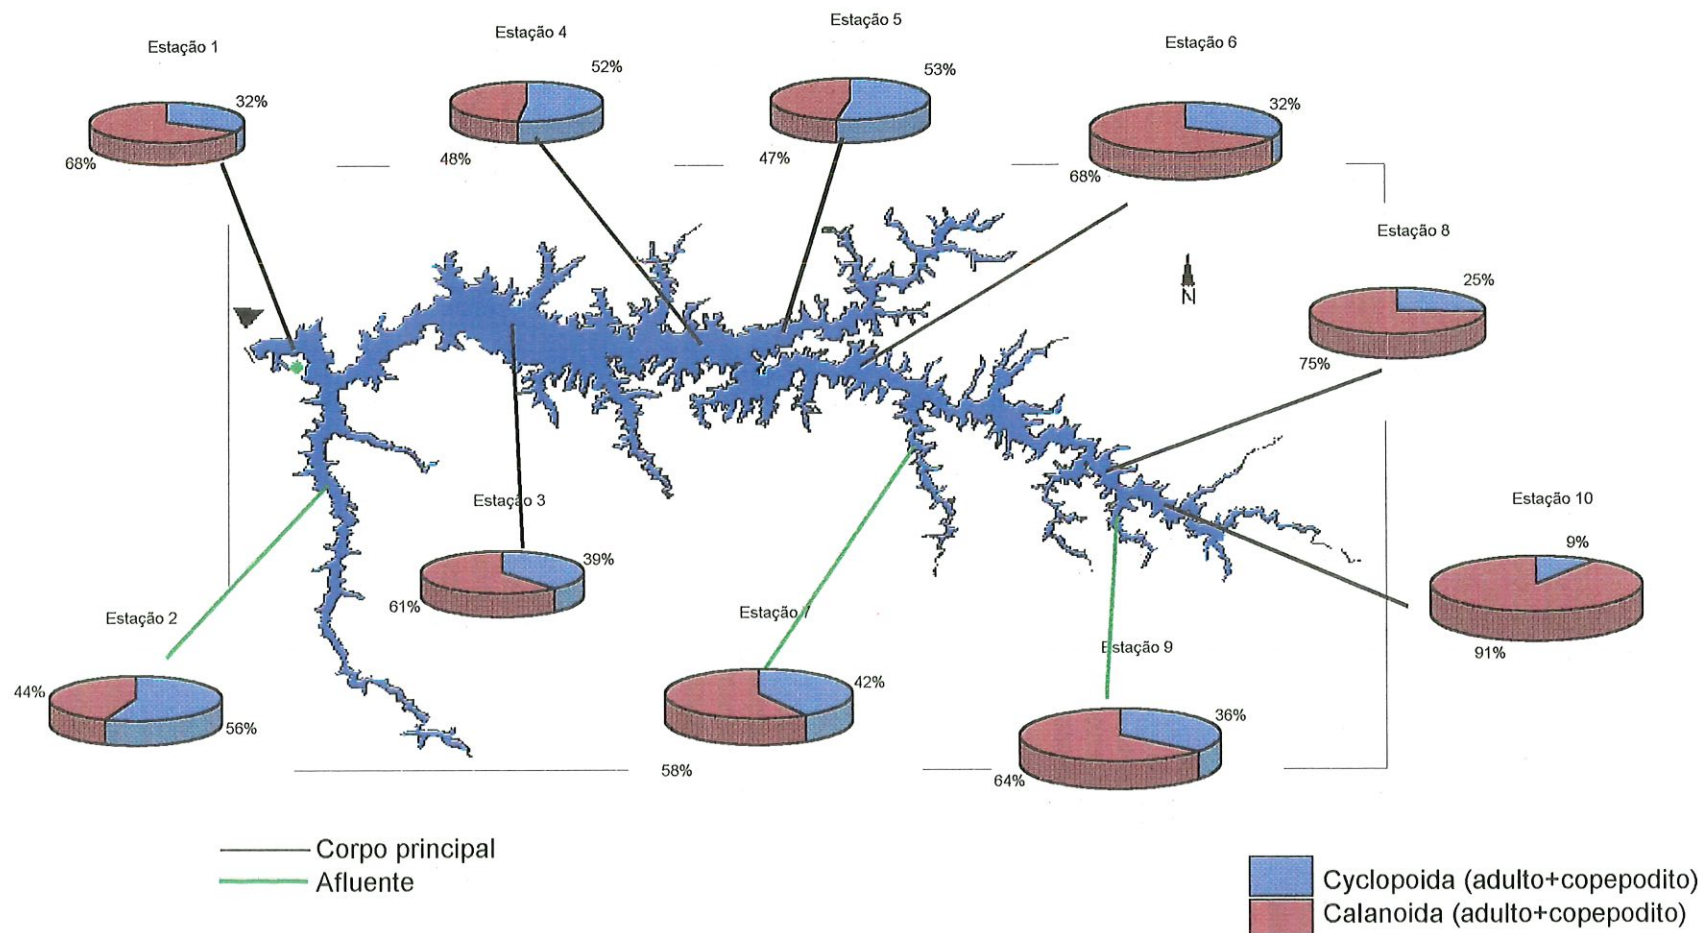 Estação 1
32%
68%
Estação 4
52%
48%
Estação 5
53%
47%
Estação 6
32%
68%
Estação 8
25%
75%
N
Estação 3
39%
61%
Estação 10
9%
91%
Estação 2
44%
56%
Estação 7
42%
58%
Estação 9
36%
64%
Corpo principal
Afluente
Cyclopoida (adulto+copepodito)
Calanoida (adulto+copepodito)